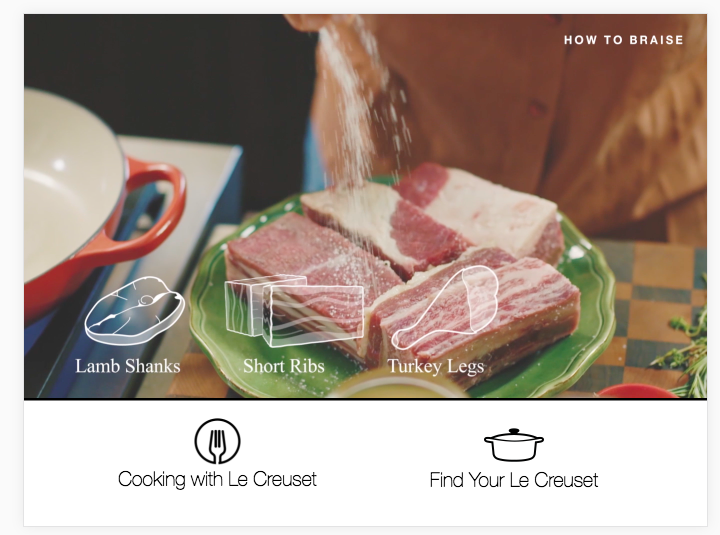 HOW TO BRAISE
Lamb Shanks Short Ribs Turkey Legs
Cooking with Le Creuset Find Your Le Creuset